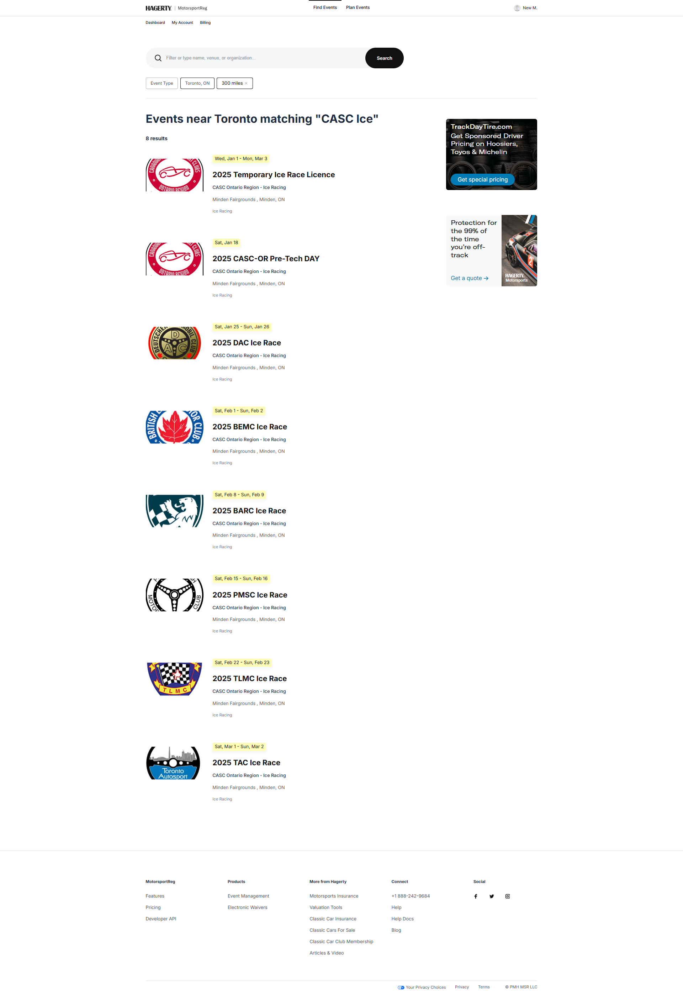 HAGERTY | MotorsportReg
Find Events
Plan Events
New M.
Dashboard
My Account
Billing
Filter or type name, venue, or organization...
Search
Event Type
Toronto, ON
300 miles ×
Events near Toronto matching "CASC Ice"
8 results
Wed, Jan 1 - Mon, Mar 3
2025 Temporary Ice Race Licence
CASC Ontario Region - Ice Racing
Minden Fairgrounds , Minden, ON
Ice Racing
CLUBS
ONTARIO REGION
Sat, Jan 18
2025 CASC-OR Pre-Tech DAY
CASC Ontario Region - Ice Racing
Minden Fairgrounds , Minden, ON
Ice Racing
CLUBS
ONTARIO REGION
Sat, Jan 25 - Sun, Jan 26
2025 DAC Ice Race
CASC Ontario Region - Ice Racing
Minden Fairgrounds , Minden, ON
Ice Racing
CLUB
DAC
Sat, Feb 1 - Sun, Feb 2
2025 BEMC Ice Race
CASC Ontario Region - Ice Racing
Minden Fairgrounds , Minden, ON
Ice Racing
BRITISH
CLUB
Sat, Feb 8 - Sun, Feb 9
2025 BARC Ice Race
CASC Ontario Region - Ice Racing
Minden Fairgrounds , Minden, ON
Ice Racing
Sat, Feb 15 - Sun, Feb 16
2025 PMSC Ice Race
CASC Ontario Region - Ice Racing
Minden Fairgrounds , Minden, ON
Ice Racing
CLUB
Sat, Feb 22 - Sun, Feb 23
2025 TLMC Ice Race
CASC Ontario Region - Ice Racing
Minden Fairgrounds , Minden, ON
Ice Racing
TLMC
Sat, Mar 1 - Sun, Mar 2
2025 TAC Ice Race
CASC Ontario Region - Ice Racing
Minden Fairgrounds , Minden, ON
Ice Racing
Toronto
Autosport
TrackDayTire.com
Get Sponsored Driver
Pricing on Hoosiers,
Toyos & Michelin
Get special pricing
Protection for
the 99% of
the time
you're off-
track
Get a quote →
2
HAGERTY
Motorsports
MotorsportReg
Features
Pricing
Developer API
Products
Event Management
Electronic Waivers
More from Hagerty
Motorsports Insurance
Valuation Tools
Classic Car Insurance
Classic Cars For Sale
Classic Car Club Membership
Articles & Video
Connect
+1 888-242-9684
Help
Help Docs
Blog
Social
Your Privacy Choices
Privacy
Terms
© PMH MSR LLC